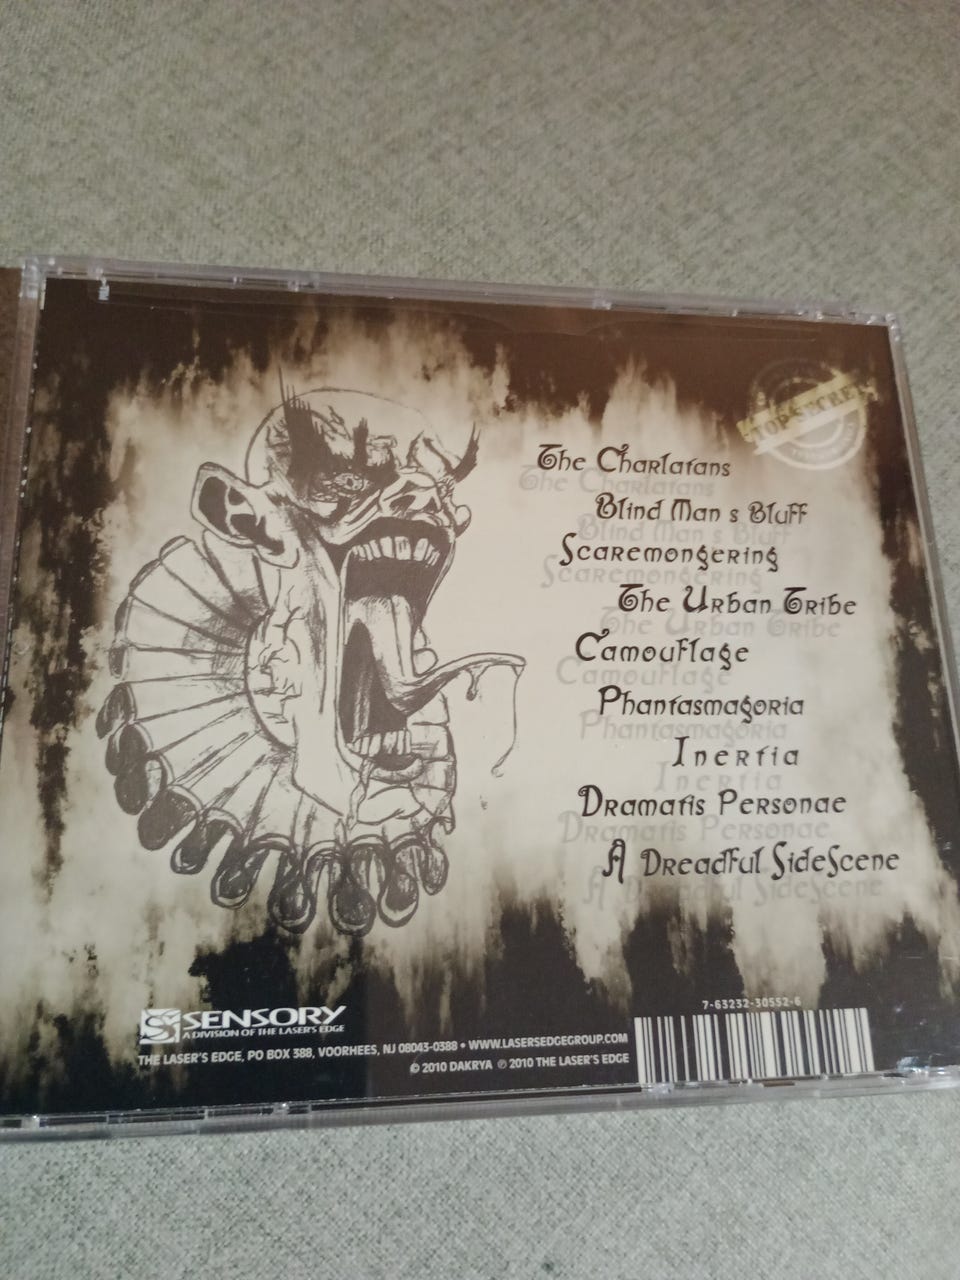 TOP SECRET
The Charlatans
Blind Man s Bluff
Scaremongering
The Urban Tribe
Camouflage
Phantasmagoria
Inertia
Dramatis Personae
A Dreadful SideScene
7-63232-30552-6
SENSORY
A DIVISION OF THE LASER'S EDGE
THE LASER'S EDGE, PO BOX 388, VOORHEES, NJ 08043-0388 • WWW.LASERSEDGEGROUP.COM
© 2010 DAKRYA ℗ 2010 THE LASER'S EDGE